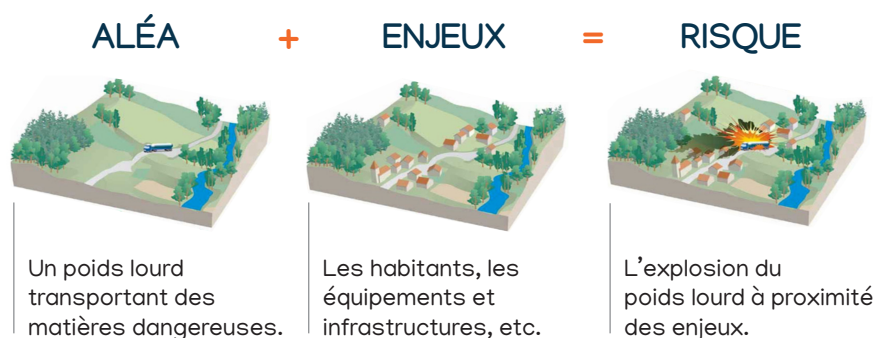 ALÉA + ENJEUX = RISQUE
Un poids lourd
transportant des
matières dangereuses.
Les habitants, les
équipements et
infrastructures, etc.
L'explosion du
poids lourd à proximité
des enjeux.